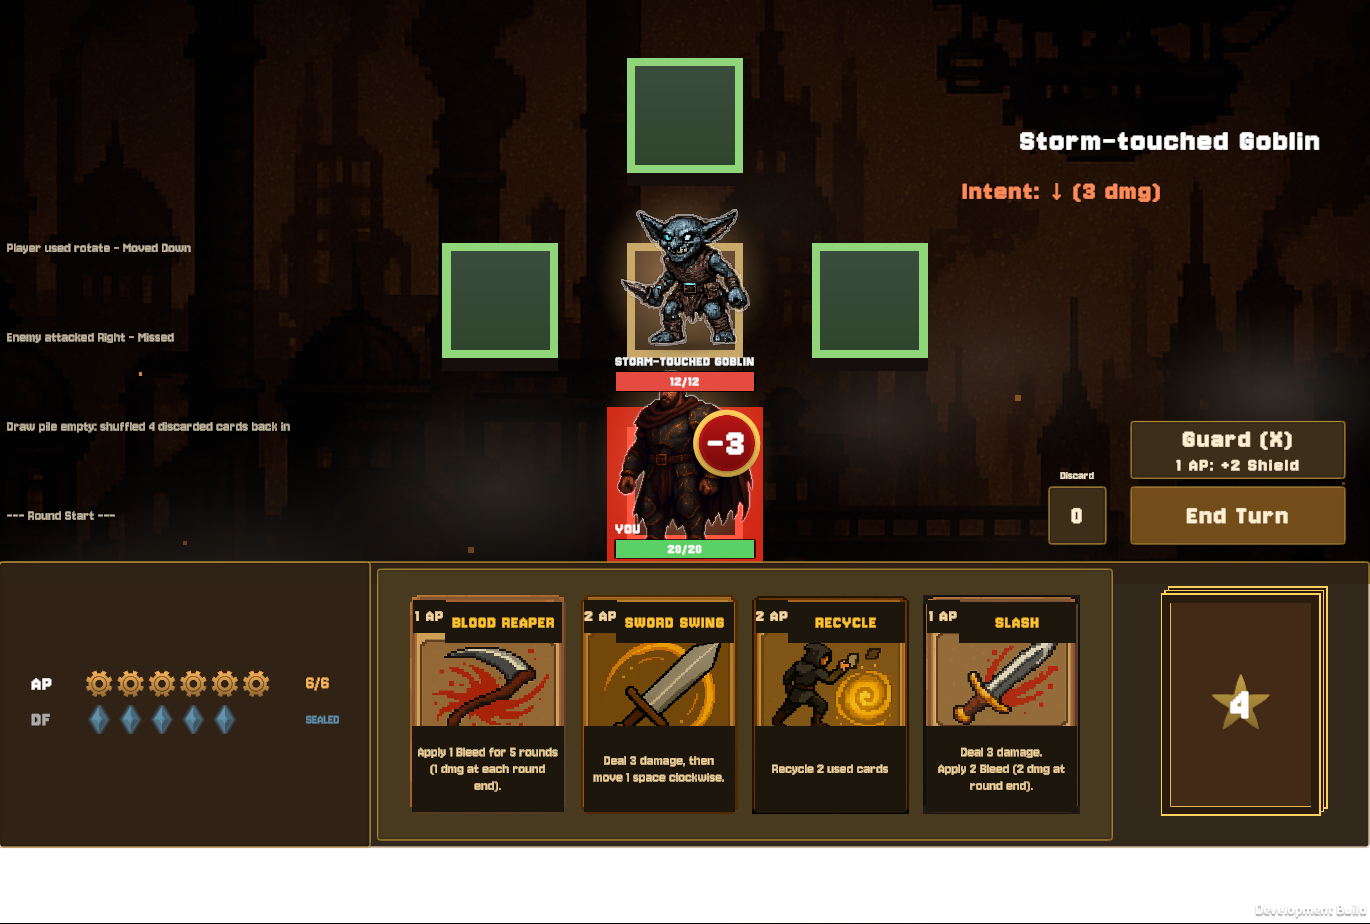 Storm-touched Goblin
Intent: ↓ (3 dmg)
Player used rotate - Moved Down
Enemy attacked Right - Missed
Draw pile empty: shuffled 4 discarded cards back in
--- Round Start ---
STORM-TOUCHED GOBLIN
12/12
-3
YOU
20/20
Guard (X)
1 AP: +2 Shield
Discard
0
End Turn
AP
6/6
DF
SEALED
1 AP
BLOOD REAPER
Apply 1 Bleed for 5 rounds
(1 dmg at each round
end).
2 AP
SWORD SWING
Deal 3 damage, then
move 1 space clockwise.
2 AP
RECYCLE
Recycle 2 used cards
1 AP
SLASH
Deal 3 damage.
Apply 2 Bleed (2 dmg at
round end).
4
Development Build